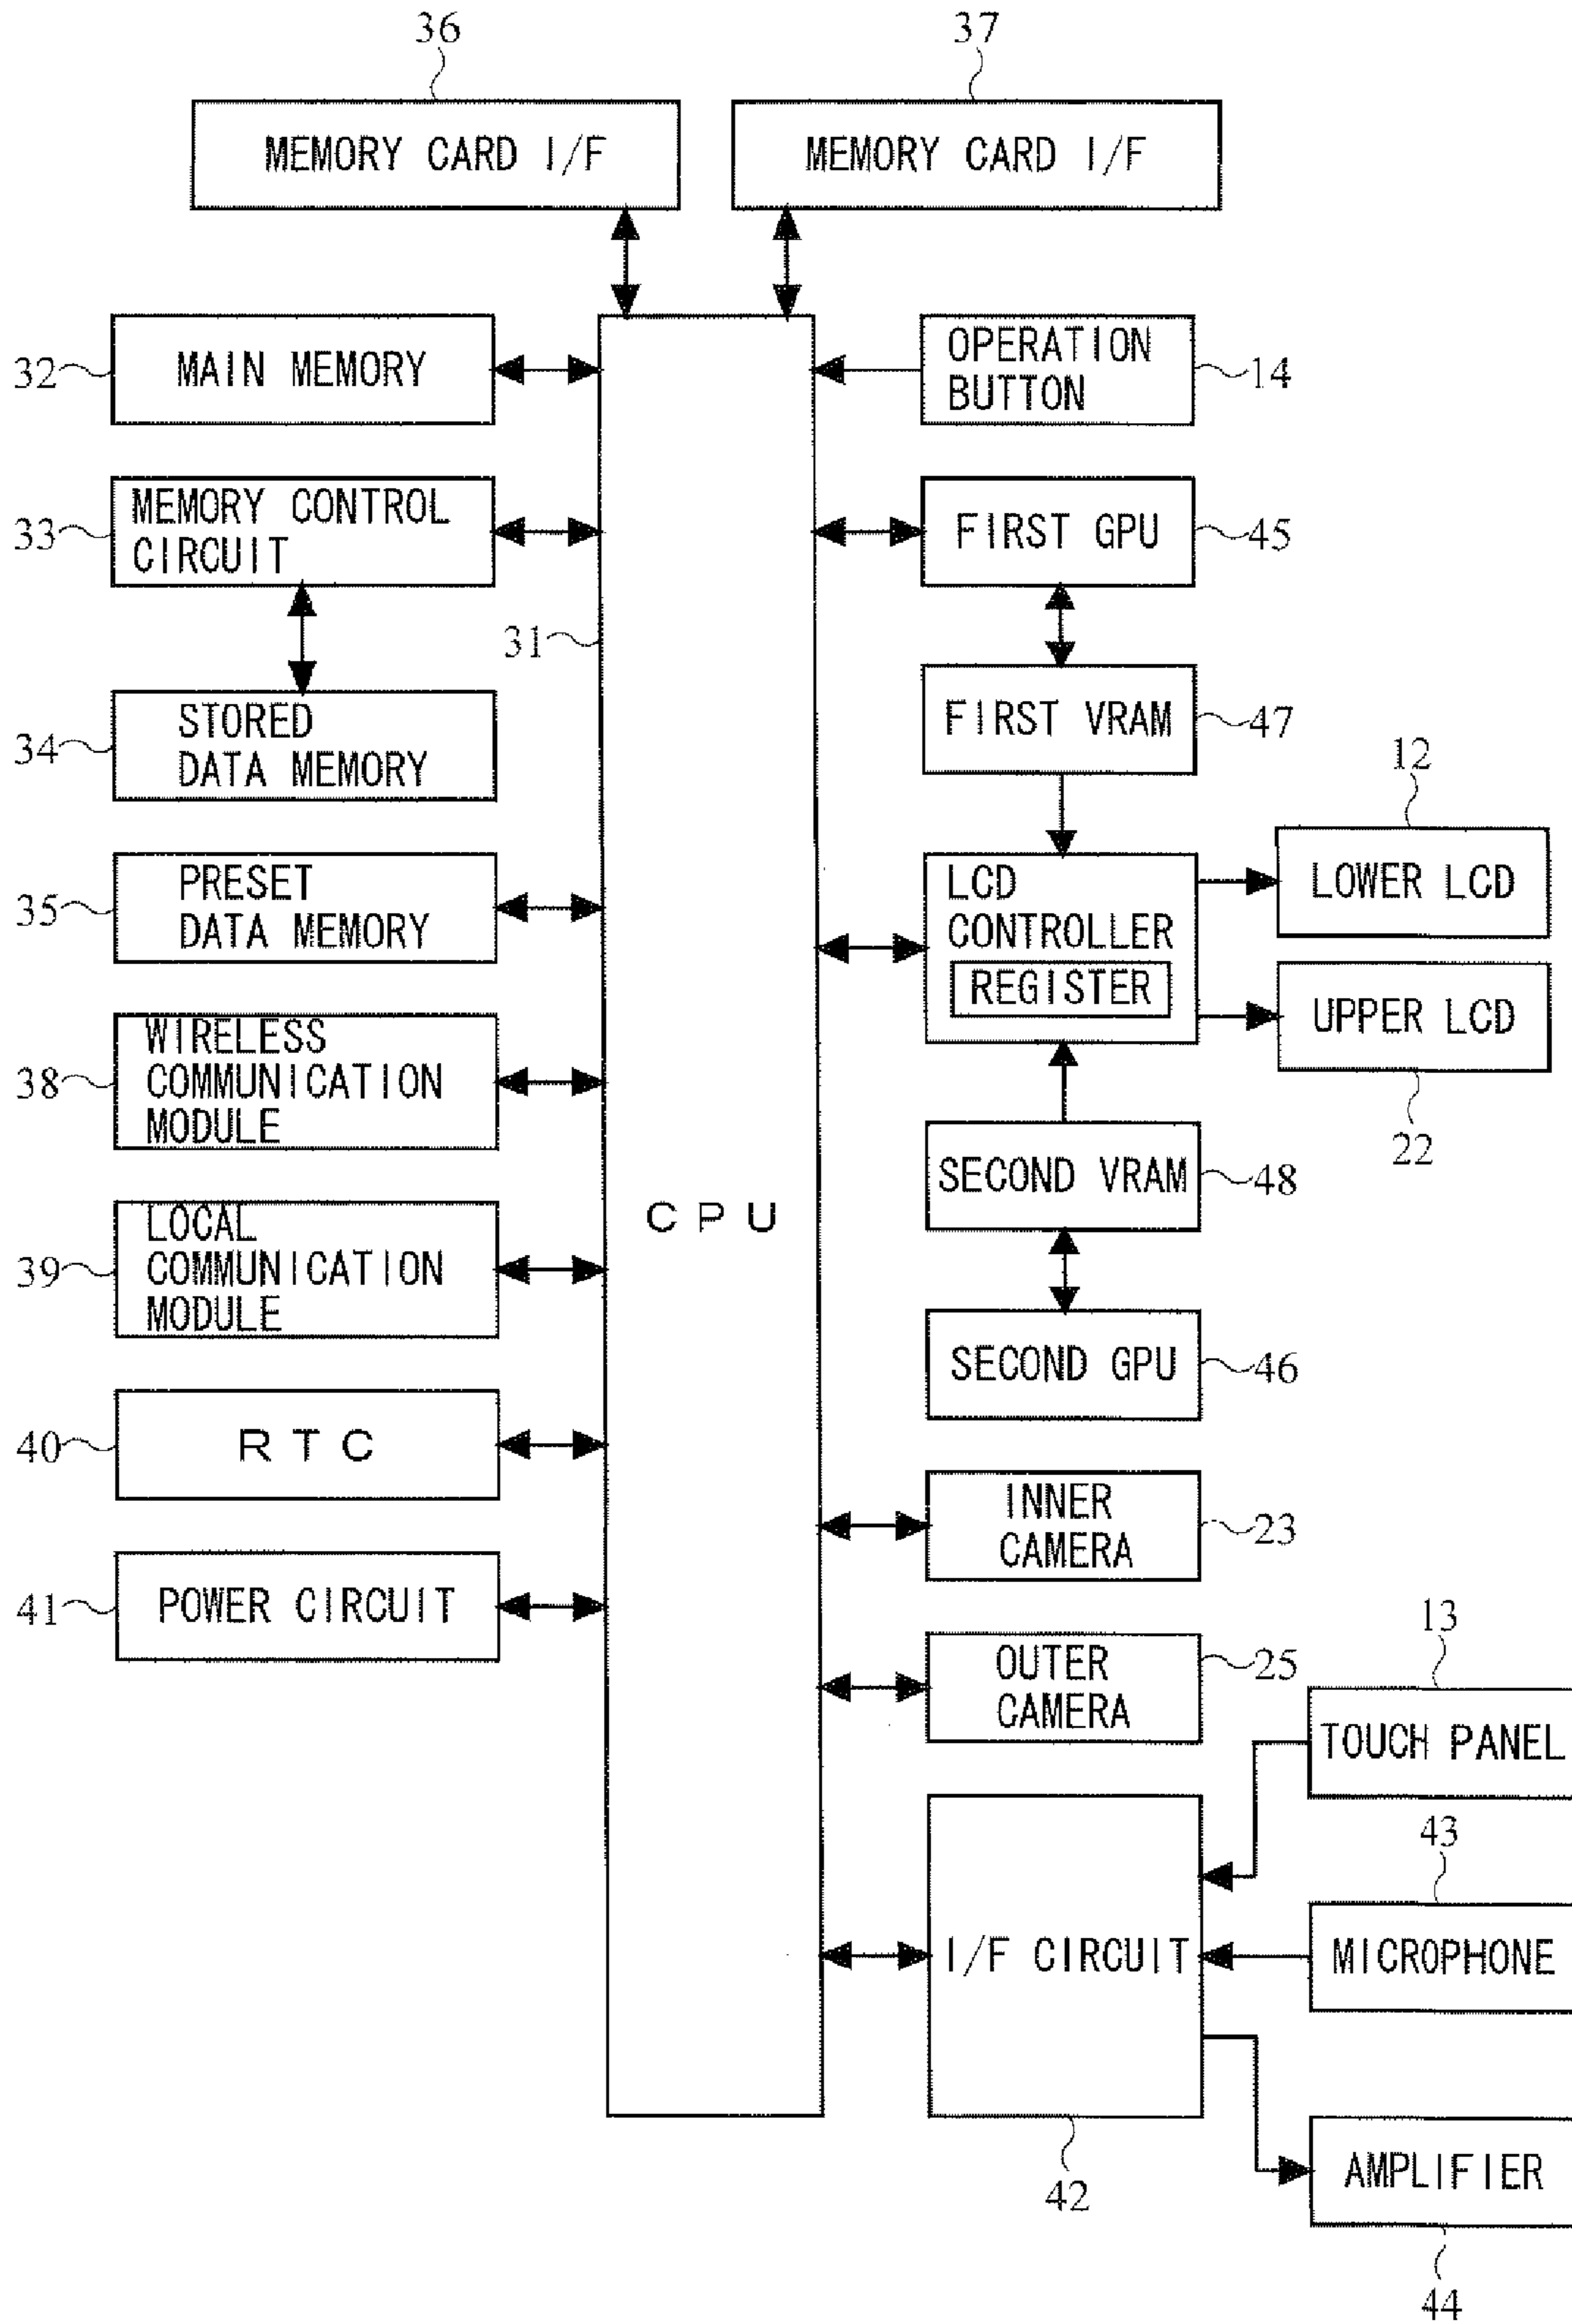 36
37
MEMORY CARD I/F
MEMORY CARD I/F
32
MAIN MEMORY
OPERATION
BUTTON
14
33
MEMORY CONTROL
CIRCUIT
FIRST GPU
45
31
34
STORED
DATA MEMORY
FIRST VRAM
47
12
35
PRESET
DATA MEMORY
LCD
CONTROLLER
REGISTER
LOWER LCD
UPPER LCD
22
38
WIRELESS
COMMUNICATION
MODULE
SECOND VRAM
48
39
LOCAL
COMMUNICATION
MODULE
CPU
SECOND GPU
46
40
RTC
INNER
CAMERA
23
41
POWER CIRCUIT
OUTER
CAMERA
25
13
TOUCH PANEL
43
I/F CIRCUIT
MICROPHONE
42
AMPLIFIER
44